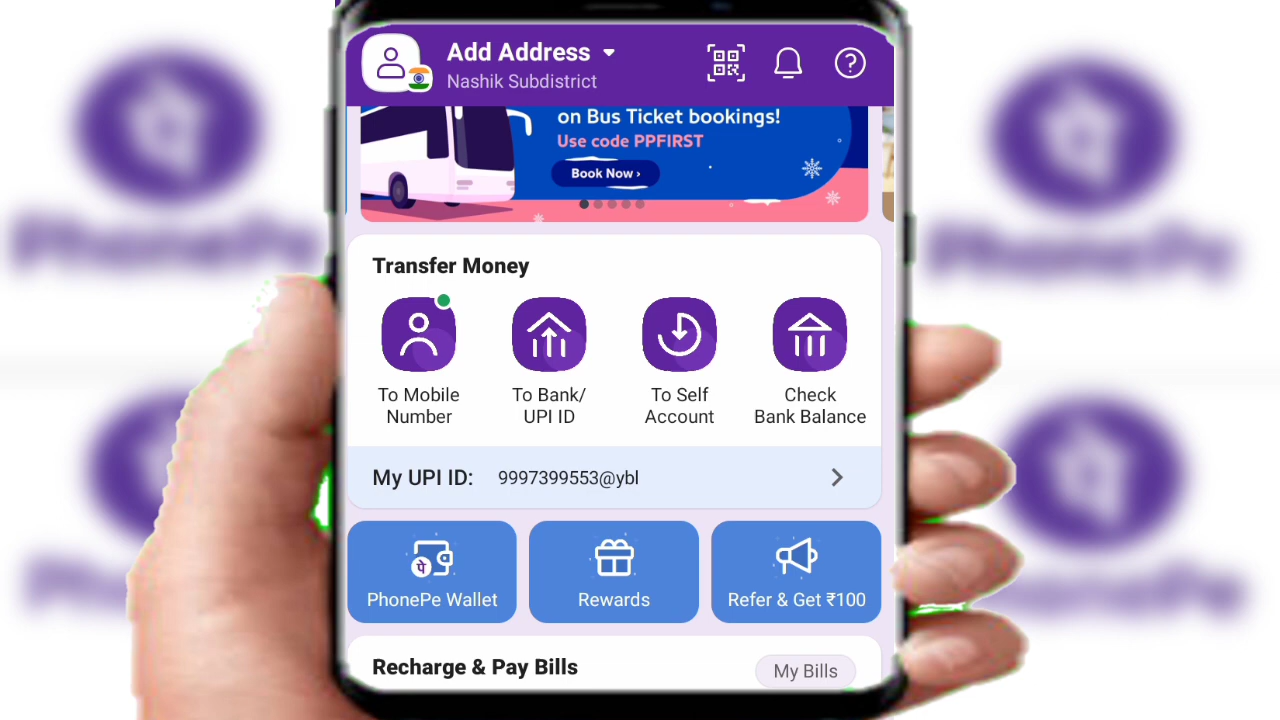 Add Address
Nashik Subdistrict
on Bus Ticket bookings!
Use code PPFIRST
Book Now ›
Transfer Money
To Mobile
Number
To Bank/
UPI ID
To Self
Account
Check
Bank Balance
My UPI ID: 9997399553@ybl
पे
PhonePe Wallet
Rewards
Refer & Get ₹100
Recharge & Pay Bills
My Bills
PhonePe
PhonePe